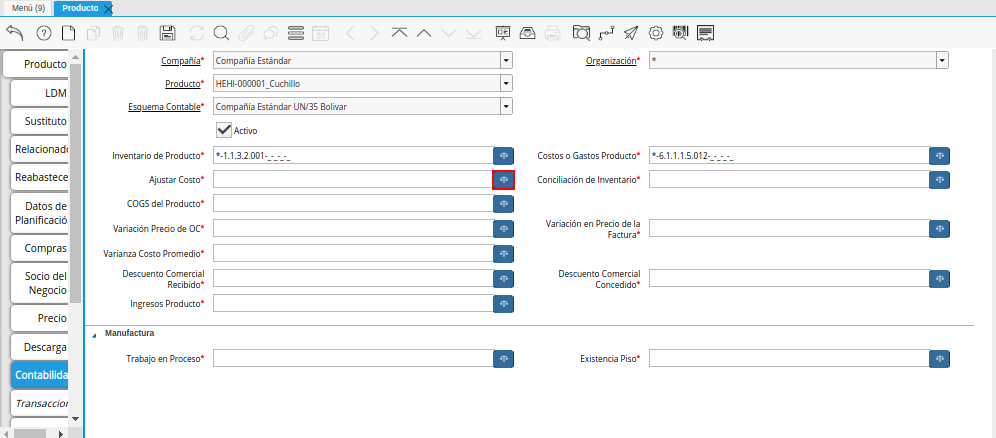 Menú (9) Producto
Compañía* Compañía Estándar Organización* *
Producto
Producto* HEHI-000001_Cuchillo
LDM
Esquema Contable* Compañía Estándar UN/35 Bolivar
Sustituto
Activo
Relacionado
Inventario de Producto* *-1.1.3.2.001-_-_-_-_ Costos o Gastos Producto* *-6.1.1.1.5.012-_-_-_-_
Reabastece
Ajustar Costo* Conciliación de Inventario*
COGS del Producto*
Datos de
Planificació
Variación Precio de OC* Variación en Precio de la
Factura*
Compras
Varianza Costo Promedio*
Socio del
Negocio
Descuento Comercial
Recibido*
Descuento Comercial
Concedido*
Ingresos Producto*
Precio
Manufactura
Descarga
Trabajo en Proceso* Existencia Piso*
Contabilida
Transaccion